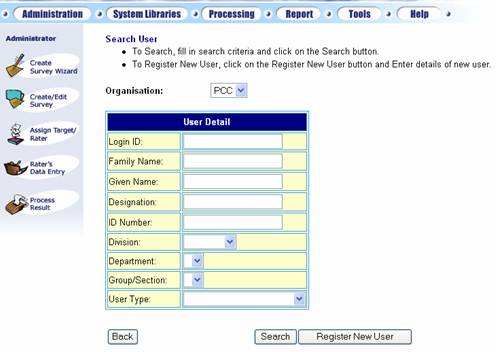 Administration System Libraries Processing Report Tools Help
Administrator
Create
Survey Wizard
Create/Edit
Survey
Assign Target/
Rater
Rater's
Data Entry
Process
Result
Search User
• To Search, fill in search criteria and click on the Search button.
• To Register New User, click on the Register New User button and Enter details of new user.
Organisation: PCC
User Detail
Login ID:
Family Name:
Given Name:
Designation:
ID Number:
Division:
Department:
Group/Section:
User Type:
Back Search Register New User